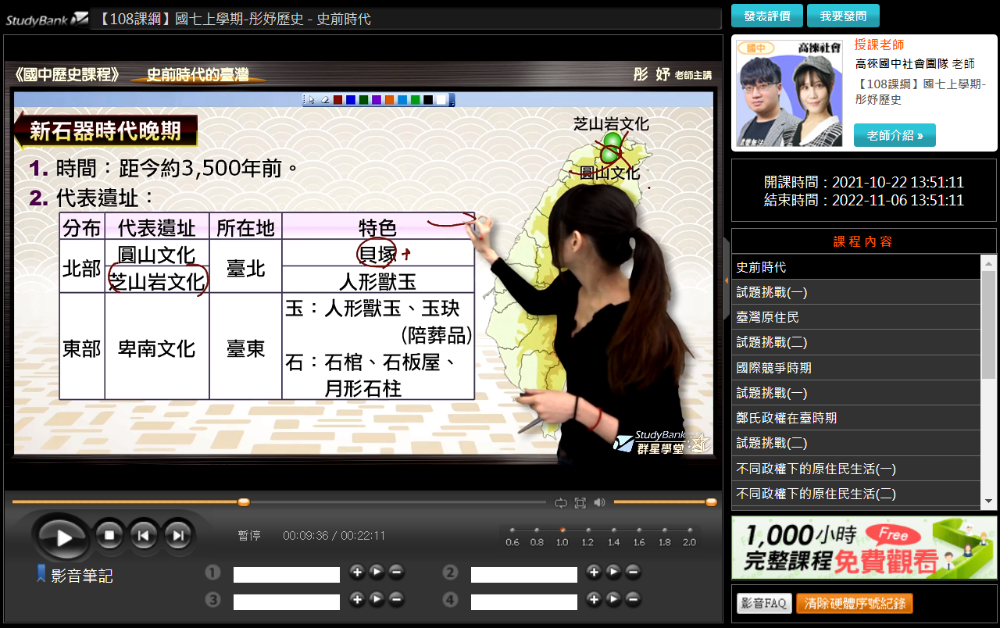 StudyBank 【108課綱】國七上學期-彤妤歷史 - 史前時代
《國中歷史課程》 史前時代的臺灣 彤 妤 老師主講
新石器時代晚期
1. 時間：距今約3,500年前。
2. 代表遺址：
分布 代表遺址 所在地 特色
北部 圓山文化 臺北 貝塚
芝山岩文化 人形獸玉
東部 卑南文化 臺東 玉：人形獸玉、玉玦
(陪葬品)
石：石棺、石板屋、
月形石柱
芝山岩文化
圓山文化
StudyBank
群星學堂
暫停 00:09:36 / 00:22:11
0.6 0.8 1.0 1.2 1.4 1.6 1.8 2.0
影音筆記
1 2
3 4
發表評價 我要發問
國中 高徠社會
授課老師
高徠國中社會團隊 老師
【108課綱】國七上學期-
彤妤歷史
老師介紹 »
開課時間：2021-10-22 13:51:11
結束時間：2022-11-06 13:51:11
課程內容
史前時代
試題挑戰(一)
臺灣原住民
試題挑戰(二)
國際競爭時期
試題挑戰(一)
鄭氏政權在臺時期
試題挑戰(二)
不同政權下的原住民生活(一)
不同政權下的原住民生活(二)
1,000小時 Free
完整課程免費觀看
影音FAQ 清除硬體序號紀錄